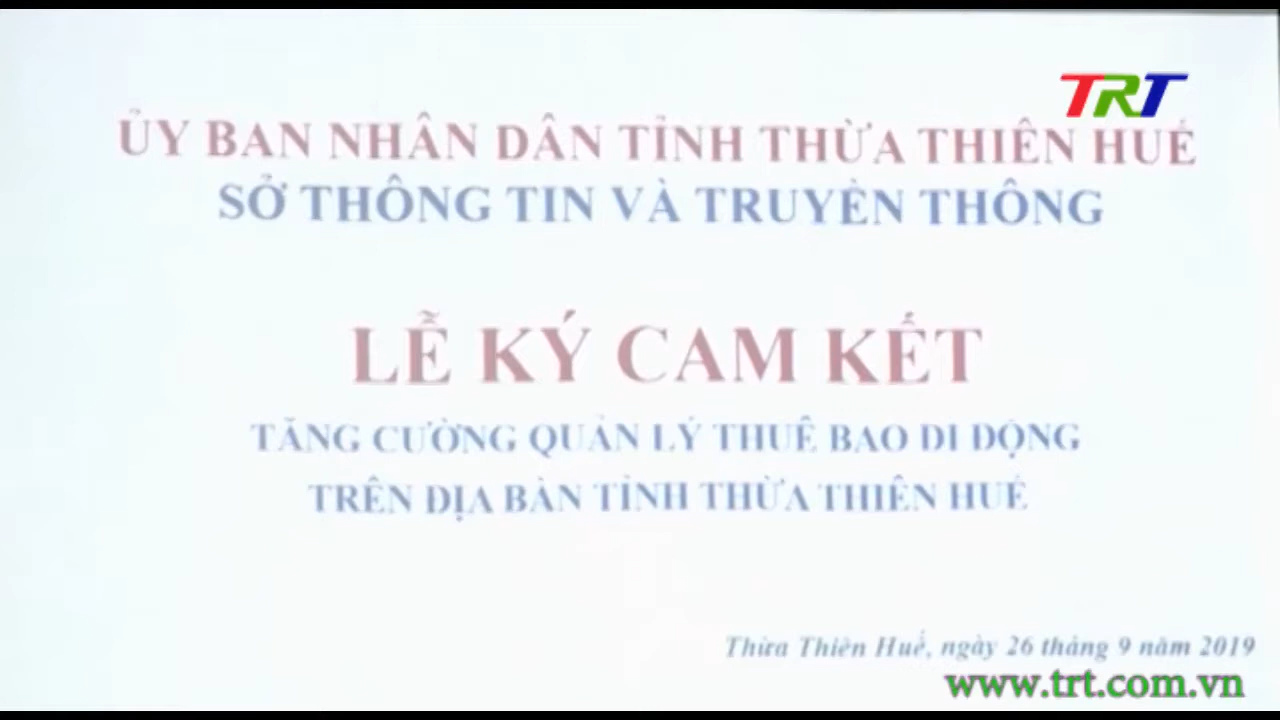 TRT
ỦY BAN NHÂN DÂN TỈNH THỪA THIÊN HUẾ
SỞ THÔNG TIN VÀ TRUYỀN THÔNG
LỄ KÝ CAM KẾT
TĂNG CƯỜNG QUẢN LÝ THUÊ BAO DI ĐỘNG
TRÊN ĐỊA BÀN TỈNH THỪA THIÊN HUẾ
Thừa Thiên Huế, ngày 26 tháng 9 năm 2019
www.trt.com.vn